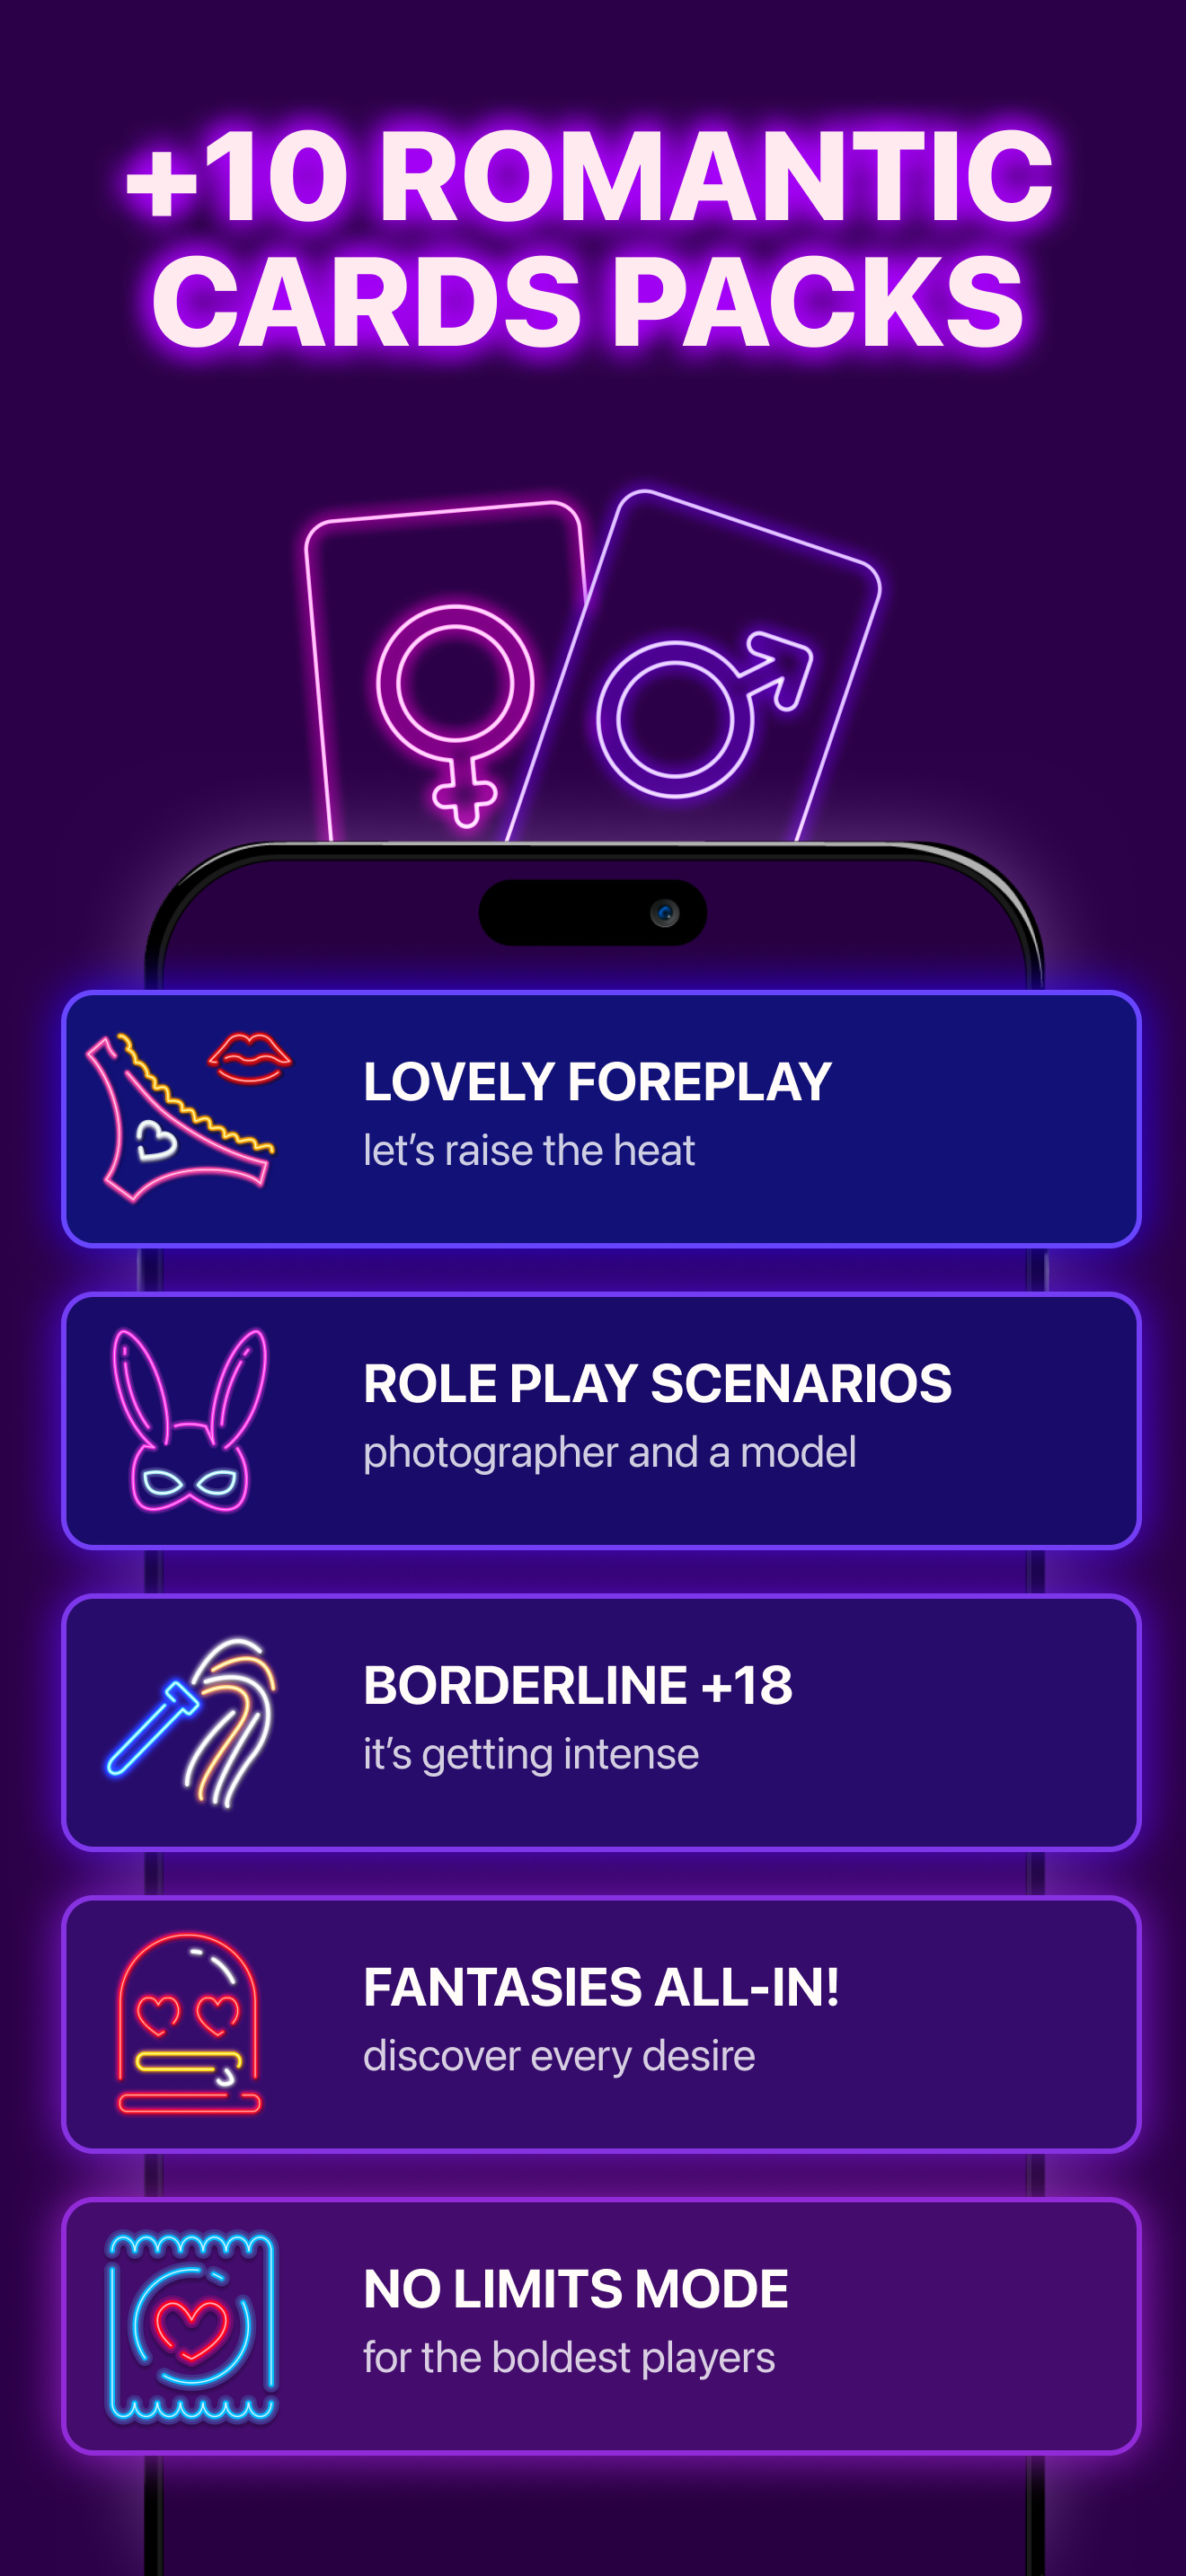 +10 ROMANTIC
CARDS PACKS
LOVELY FOREPLAY
let’s raise the heat
ROLE PLAY SCENARIOS
photographer and a model
BORDERLINE +18
it’s getting intense
FANTASIES ALL-IN!
discover every desire
NO LIMITS MODE
for the boldest players